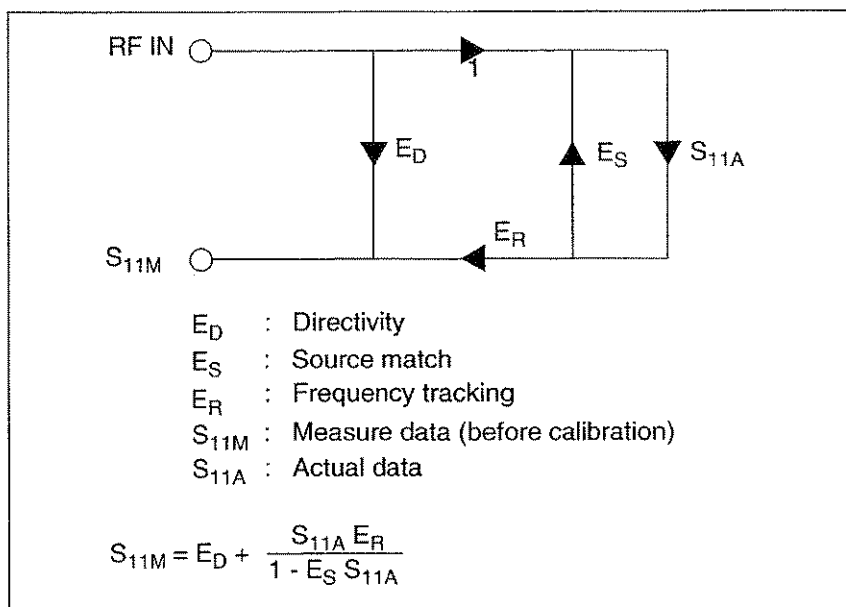 RF IN
1
E_D
E_S
S_11A
E_R
S_11M
E_D : Directivity
E_S : Source match
E_R : Frequency tracking
S_11M : Measure data (before calibration)
S_11A : Actual data
S_11M = E_D + S_11A E_R / 1 - E_S S_11A